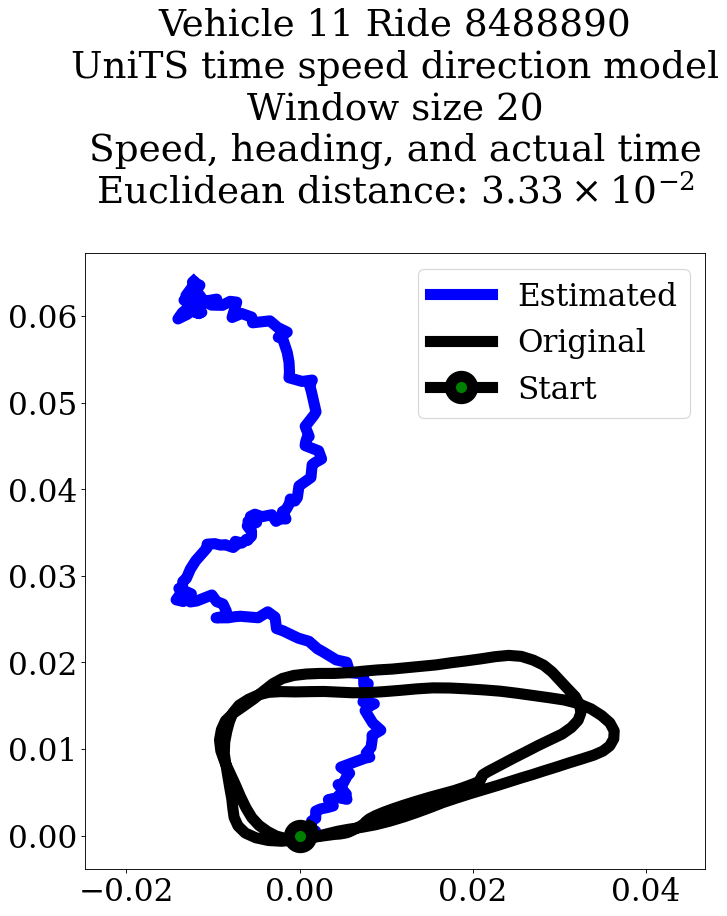 Vehicle 11 Ride 8488890
UniTS time speed direction model
Window size 20
Speed, heading, and actual time
Euclidean distance: 3.33 × 10⁻²
Estimated
Original
Start
0.06
0.05
0.04
0.03
0.02
0.01
0.00
−0.02 0.00 0.02 0.04